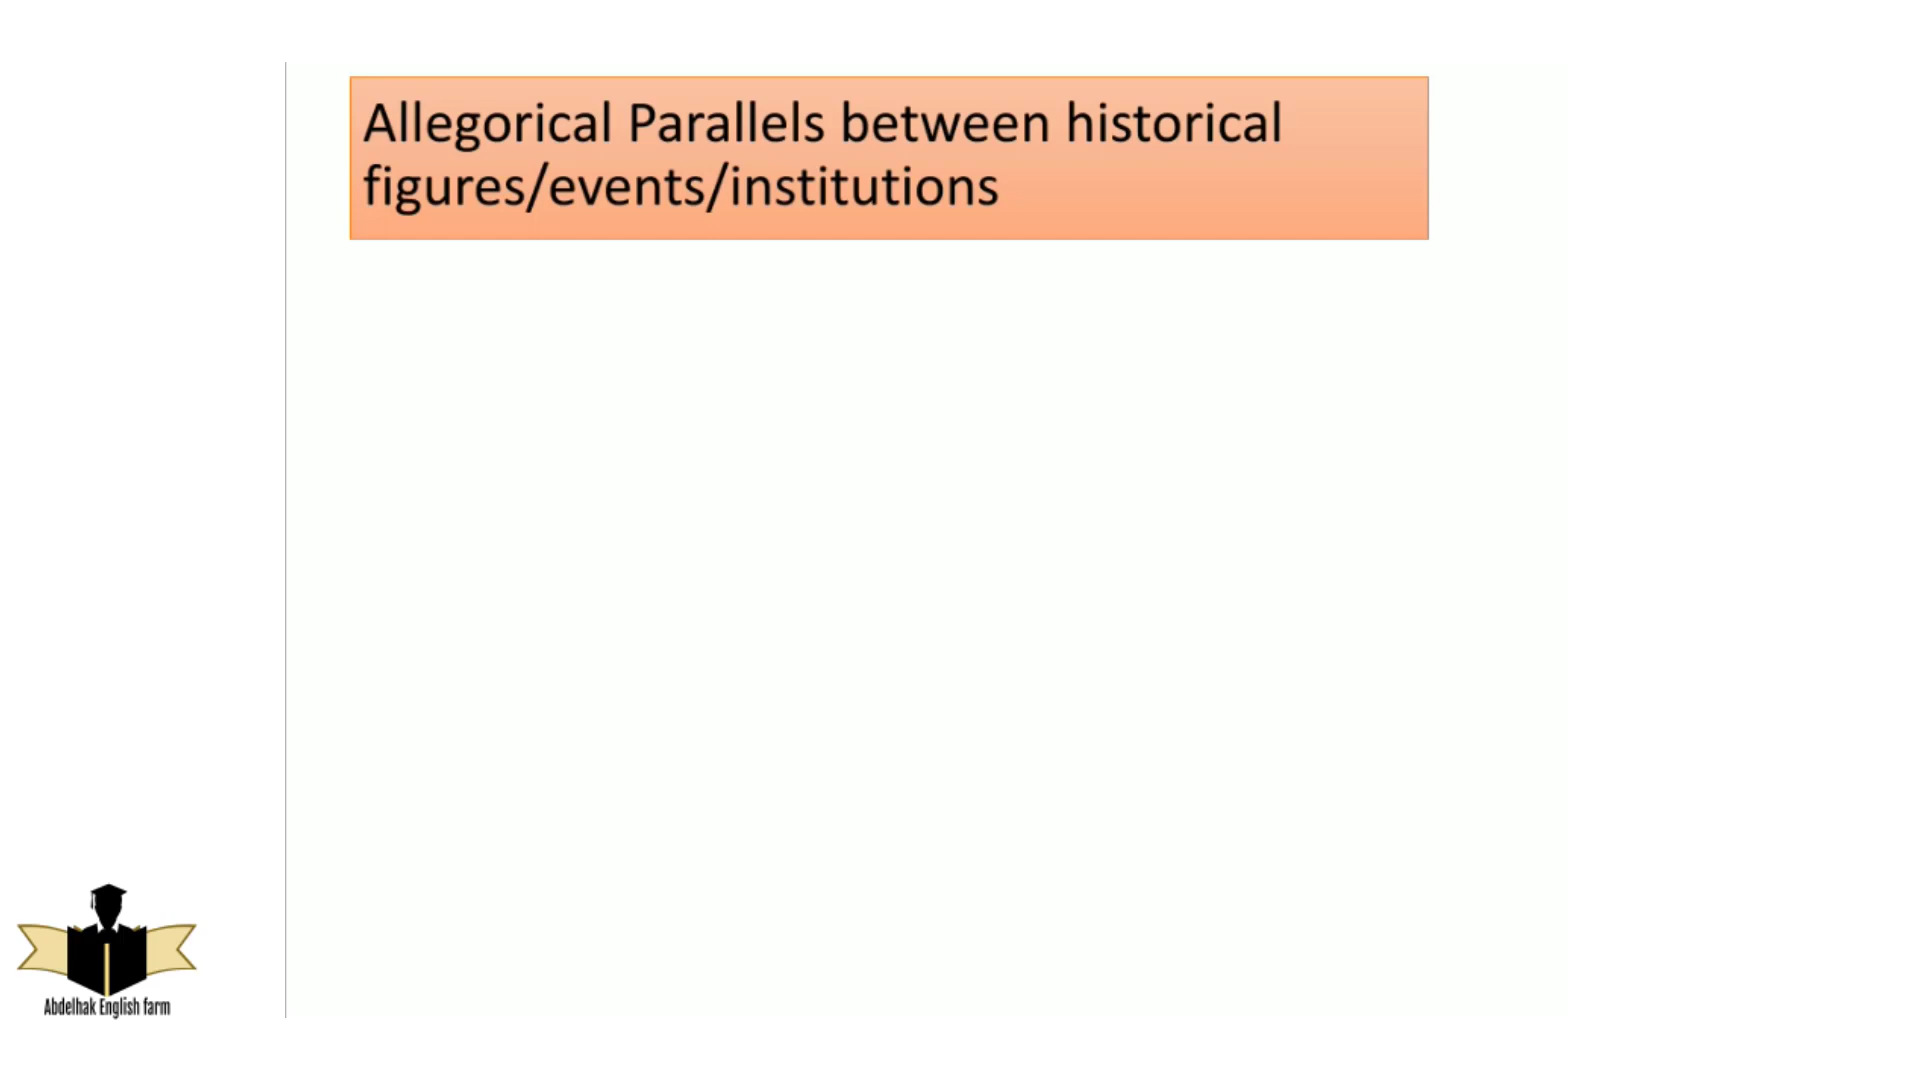 Allegorical Parallels between historical
figures/events/institutions
Abdelhak English farm